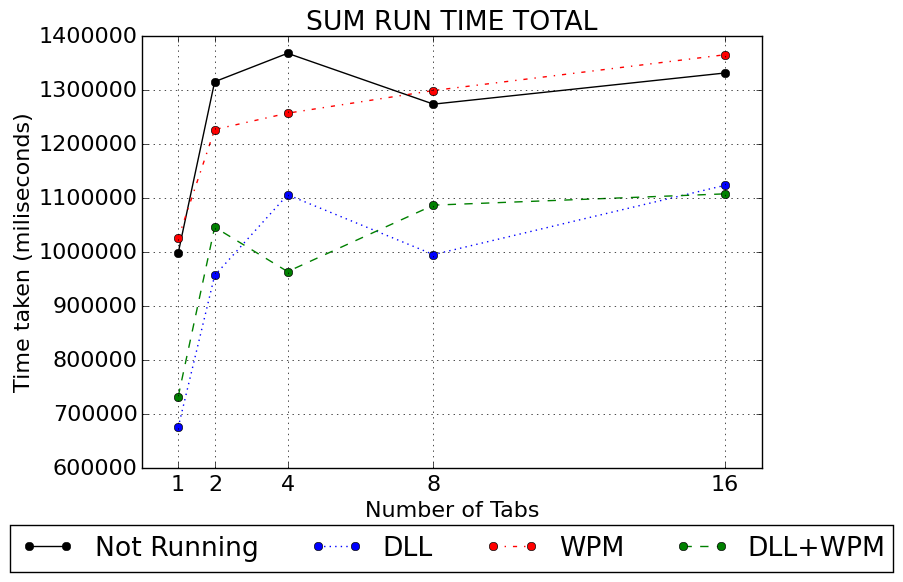 SUM RUN TIME TOTAL
1400000
1300000
1200000
1100000
1000000
900000
800000
700000
600000
Time taken (miliseconds)
1 2 4 8 16
Number of Tabs
Not Running DLL WPM DLL+WPM